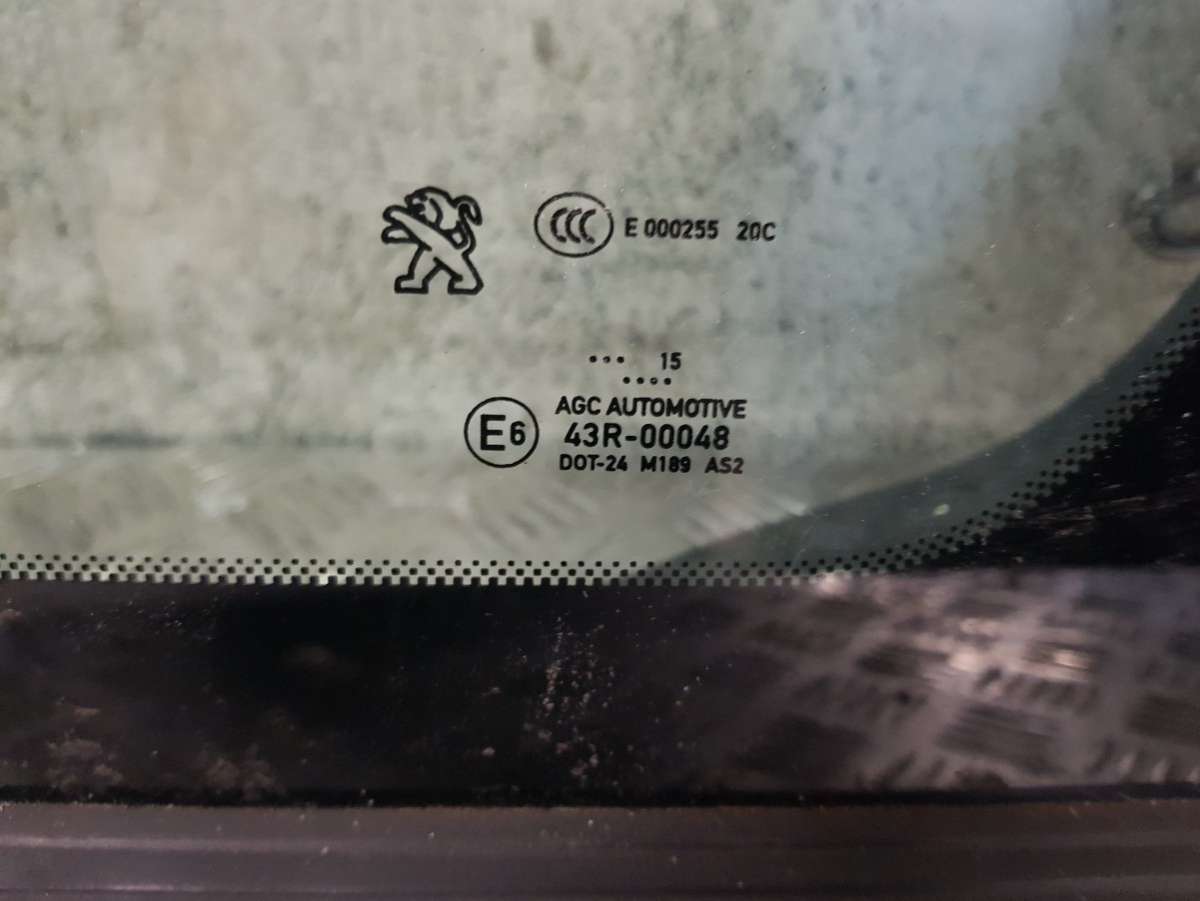 CCC E 000255 20C
••• 15
••••
E6
AGC AUTOMOTIVE
43R-00048
DOT-24 M189 AS2